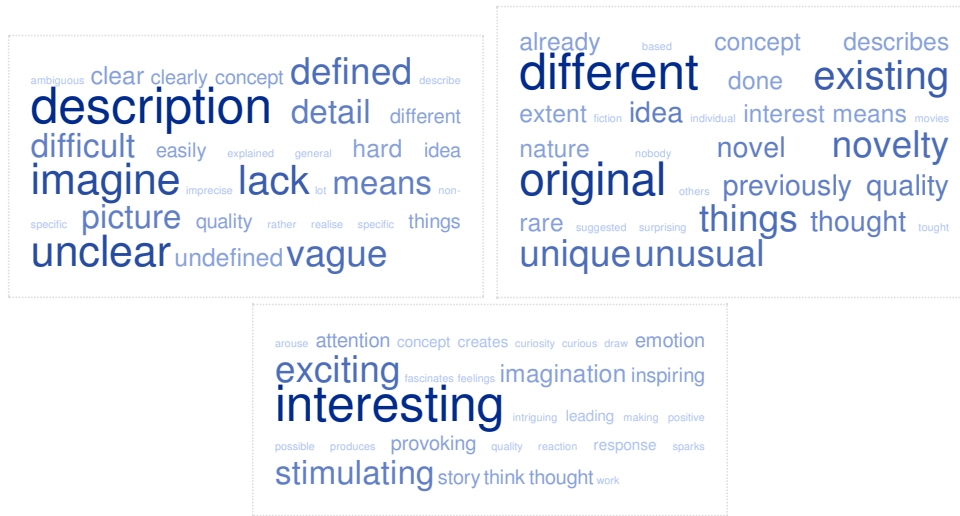 ambiguous clear clearly concept defined describe
description detail different
difficult easily explained general hard idea
imagine imprecise lack lot means non-
specific picture quality rather realise specific things
unclear undefined vague
already based concept describes
different done existing
extent fiction idea individual interest means movies
nature nobody novel novelty
original others previously quality
rare suggested surprising things thought tought
unique unusual
arouse attention concept creates curiosity curious draw emotion
exciting fascinates feelings imagination inspiring
interesting intriguing leading making positive
possible produces provoking quality reaction response sparks
stimulating story think thought work